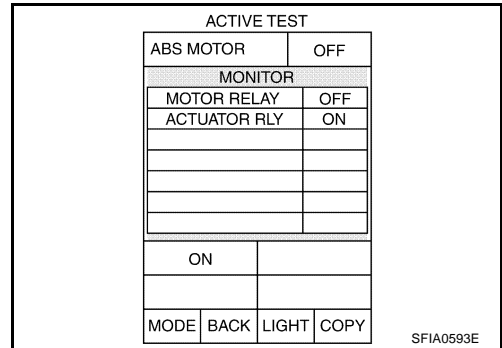 ACTIVE TEST
ABS MOTOR OFF
MONITOR
MOTOR RELAY OFF
ACTUATOR RLY ON
ON
MODE BACK LIGHT COPY
SFIA0593E